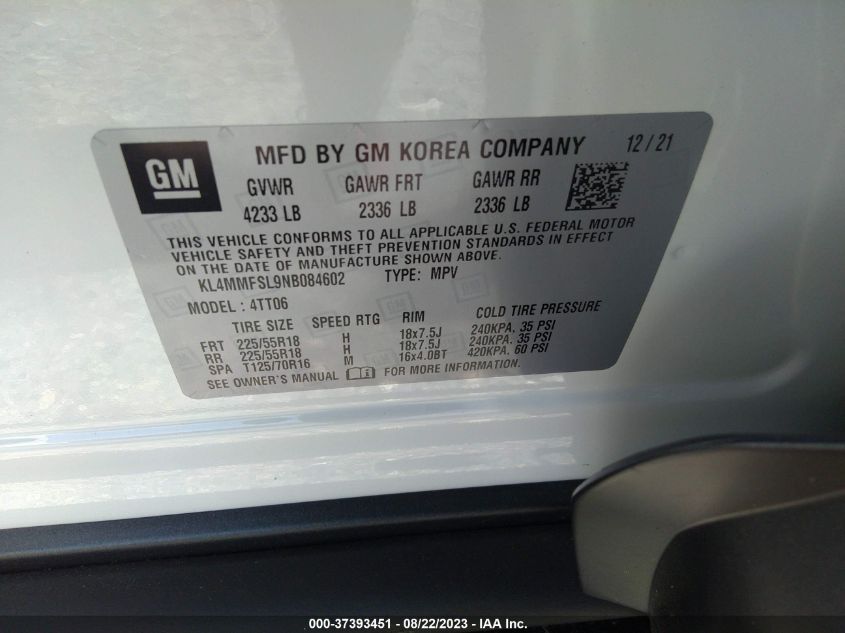 GM
MFD BY GM KOREA COMPANY 12/21
GVWR GAWR FRT GAWR RR
4233 LB 2336 LB 2336 LB
THIS VEHICLE CONFORMS TO ALL APPLICABLE U.S. FEDERAL MOTOR
VEHICLE SAFETY AND THEFT PREVENTION STANDARDS IN EFFECT
ON THE DATE OF MANUFACTURE SHOWN ABOVE.
KL4MMFSL9NB084602 TYPE: MPV
MODEL: 4TT06
TIRE SIZE SPEED RTG RIM COLD TIRE PRESSURE
FRT 225/55R18 H 18x7.5J 240KPA, 35 PSI
RR 225/55R18 H 18x7.5J 240KPA, 35 PSI
SPA T125/70R16 M 16x4.0BT 420KPA, 60 PSI
SEE OWNER'S MANUAL FOR MORE INFORMATION.
000-37393451 - 08/22/2023 - IAA Inc.